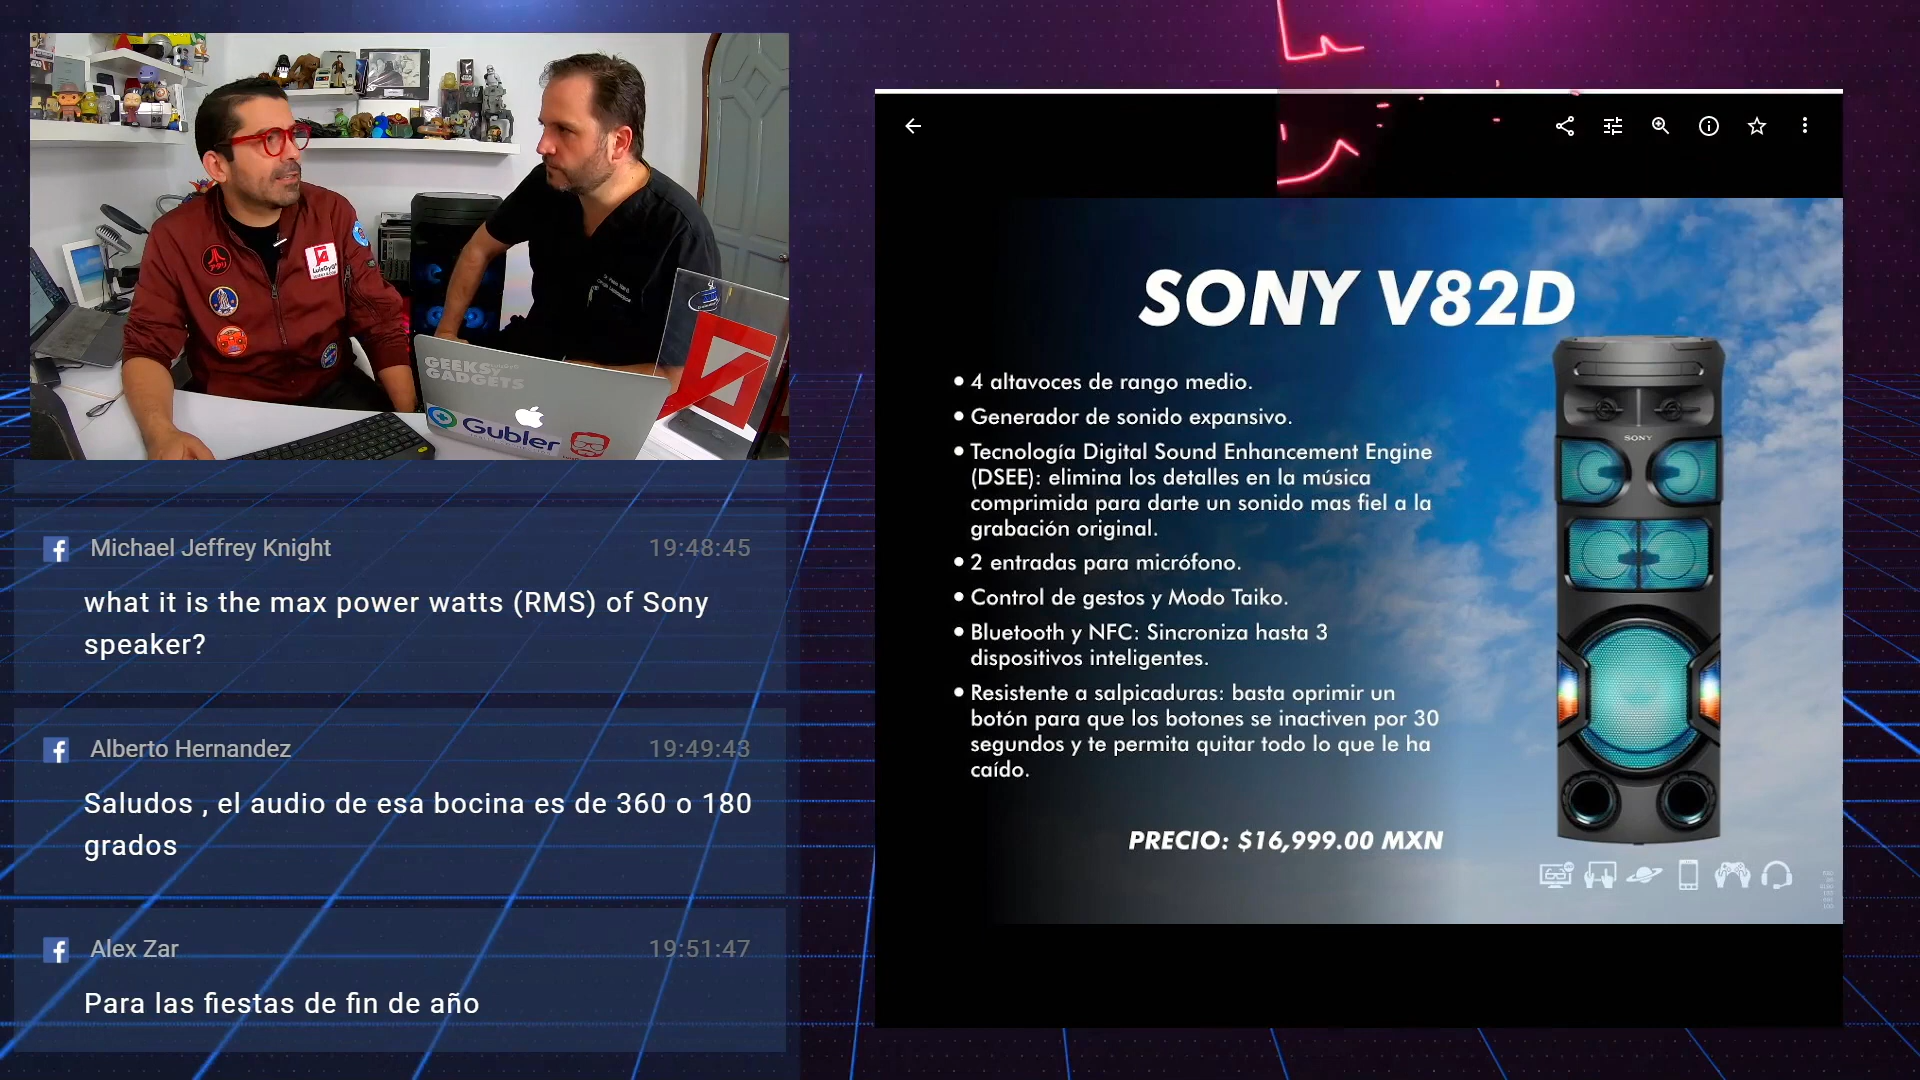 GEEKSy
GADGETS
Gubler
Michael Jeffrey Knight
19:48:45
what it is the max power watts (RMS) of Sony
speaker?
Alberto Hernandez
19:49:43
Saludos , el audio de esa bocina es de 360 o 180
grados
Alex Zar
19:51:47
Para las fiestas de fin de año
SONY V82D
• 4 altavoces de rango medio.
• Generador de sonido expansivo.
• Tecnología Digital Sound Enhancement Engine
(DSEE): elimina los detalles en la música
comprimida para darte un sonido mas fiel a la
grabación original.
• 2 entradas para micrófono.
• Control de gestos y Modo Taiko.
• Bluetooth y NFC: Sincroniza hasta 3
dispositivos inteligentes.
• Resistente a salpicaduras: basta oprimir un
botón para que los botones se inactiven por 30
segundos y te permita quitar todo lo que le ha
caído.
PRECIO: $16,999.00 MXN
SONY